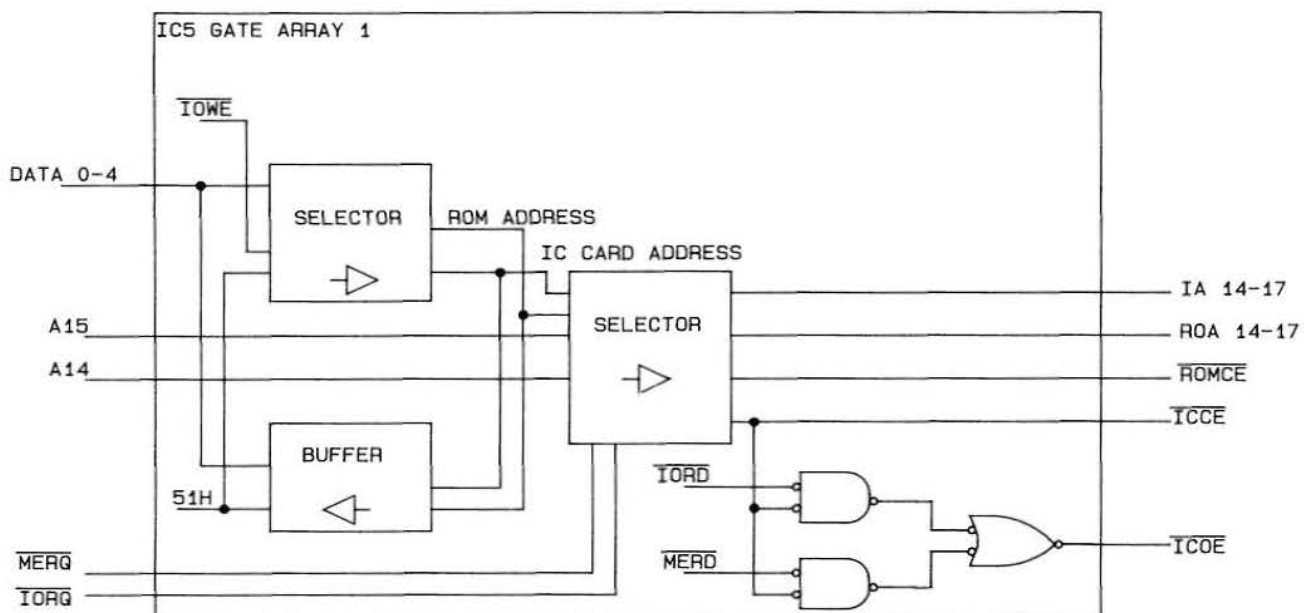 IC5 GATE ARRAY 1
IOWE
DATA 0-4
SELECTOR
ROM ADDRESS
IC CARD ADDRESS
IA 14-17
A15
SELECTOR
ROA 14-17
A14
ROMCE
ICCE
BUFFER
IORD
51H
ICOE
MERQ
MERD
IORQ